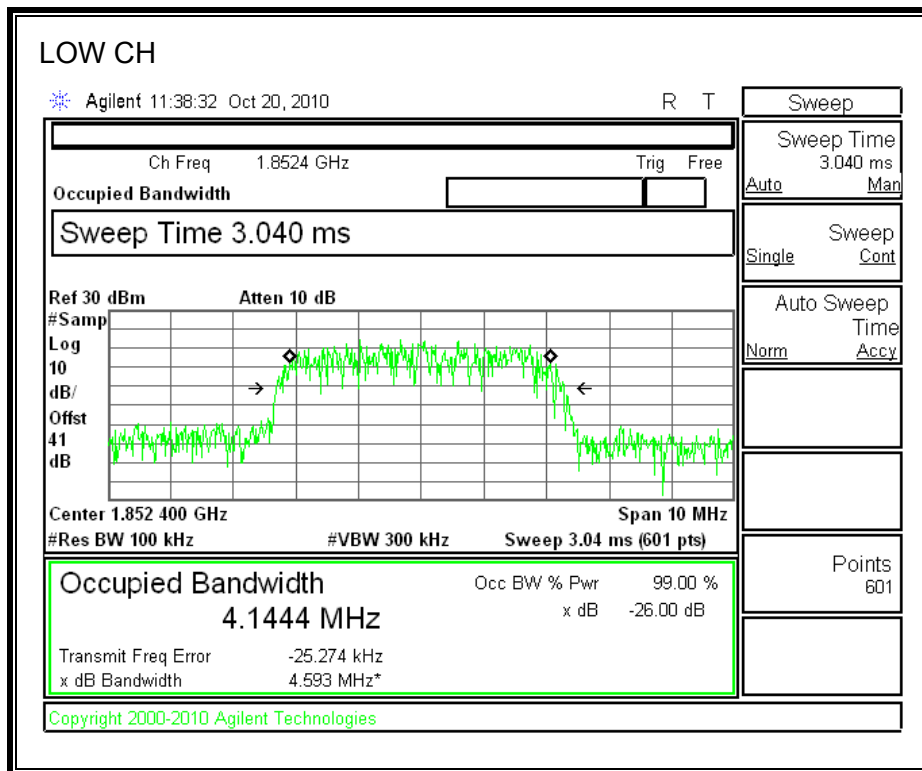 LOW CH
Agilent 11:38:32 Oct 20, 2010 R T
Ch Freq 1.8524 GHz Trig Free
Occupied Bandwidth
Sweep Time 3.040 ms
Ref 30 dBm Atten 10 dB
#Samp
Log
10
dB/
Offst
41
dB
Center 1.852 400 GHz Span 10 MHz
#Res BW 100 kHz #VBW 300 kHz Sweep 3.04 ms (601 pts)
Occupied Bandwidth Occ BW % Pwr 99.00 %
4.1444 MHz x dB -26.00 dB
Transmit Freq Error -25.274 kHz
x dB Bandwidth 4.593 MHz*
Copyright 2000-2010 Agilent Technologies
Sweep
Sweep Time
3.040 ms
Auto Man
Sweep
Single Cont
Auto Sweep
Time
Norm Accy
Points
601